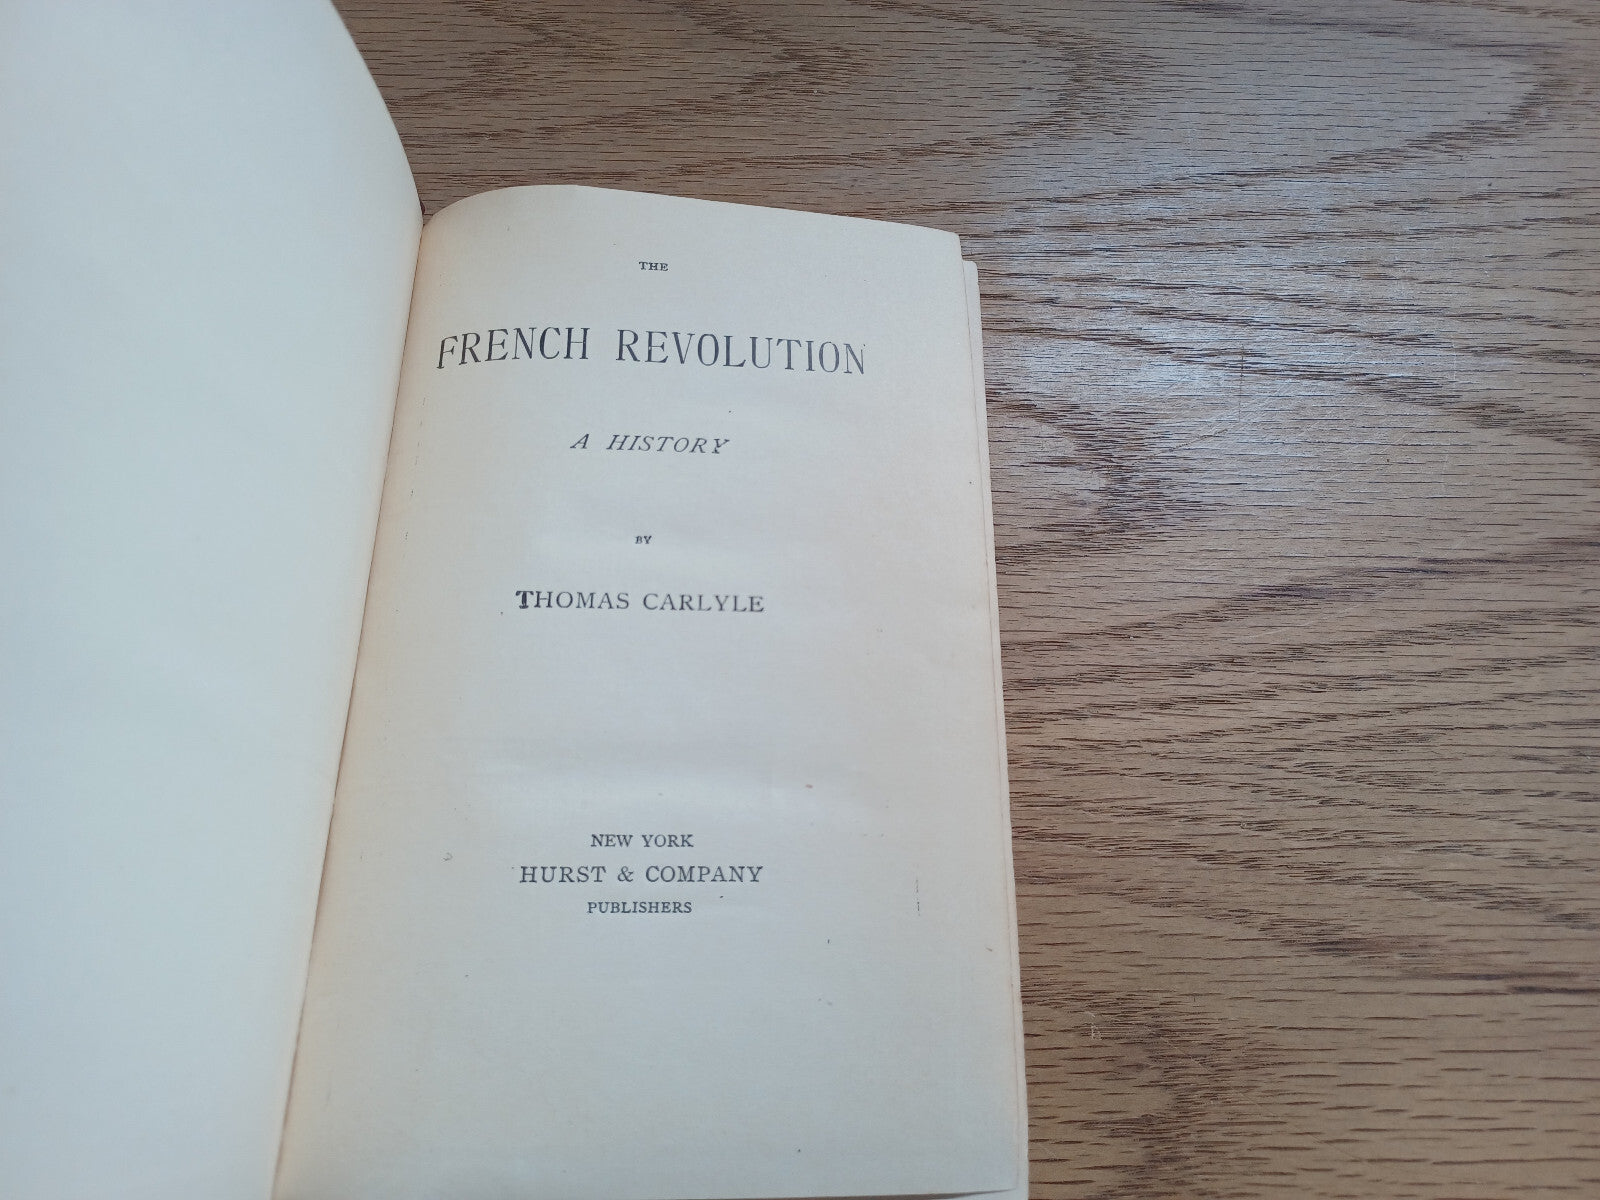 THE
FRENCH REVOLUTION
A HISTORY
BY
THOMAS CARLYLE
NEW YORK
HURST & COMPANY
PUBLISHERS